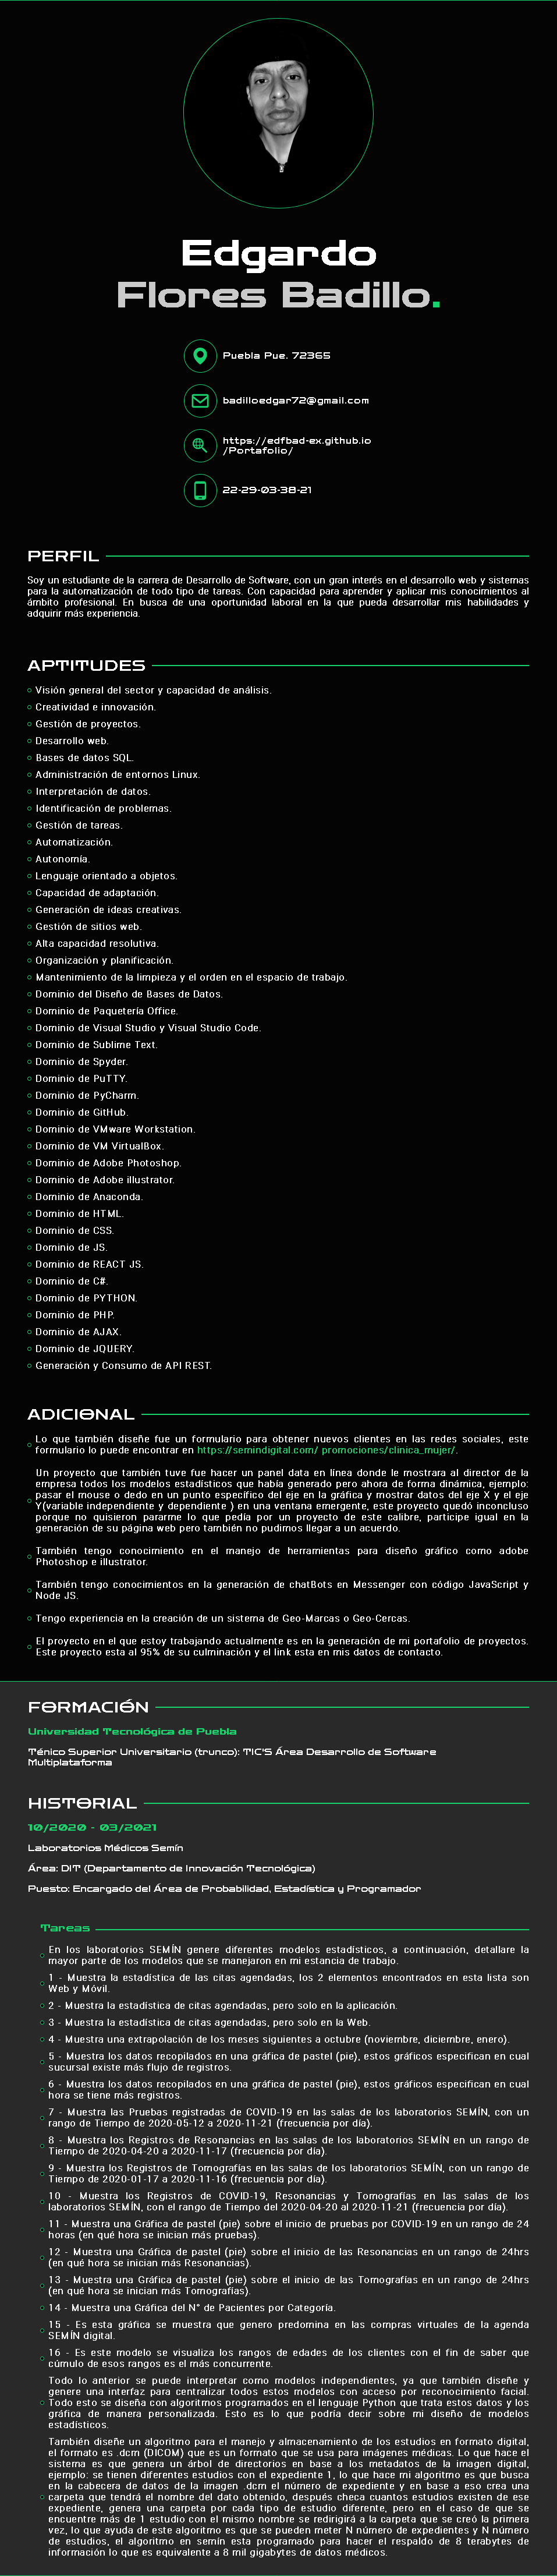 Edgardo
Flores Badillo.
Puebla Pue. 72365
badilloedgar72@gmail.com
https://edfbad-ex.github.io
/Portafolio/
22-29-03-38-21
PERFIL
Soy un estudiante de la carrera de Desarrollo de Software, con un gran interés en el desarrollo web y sistemas
para la automatización de todo tipo de tareas. Con capacidad para aprender y aplicar mis conocimientos al
ámbito profesional. En busca de una oportunidad laboral en la que pueda desarrollar mis habilidades y
adquirir más experiencia.
APTITUDES
Visión general del sector y capacidad de análisis.
Creatividad e innovación.
Gestión de proyectos.
Desarrollo web.
Bases de datos SQL.
Administración de entornos Linux.
Interpretación de datos.
Identificación de problemas.
Gestión de tareas.
Automatización.
Autonomía.
Lenguaje orientado a objetos.
Capacidad de adaptación.
Generación de ideas creativas.
Gestión de sitios web.
Alta capacidad resolutiva.
Organización y planificación.
Mantenimiento de la limpieza y el orden en el espacio de trabajo.
Dominio del Diseño de Bases de Datos.
Dominio de Paquetería Office.
Dominio de Visual Studio y Visual Studio Code.
Dominio de Sublime Text.
Dominio de Spyder.
Dominio de PuTTY.
Dominio de PyCharm.
Dominio de GitHub.
Dominio de VMware Workstation.
Dominio de VM VirtualBox.
Dominio de Adobe Photoshop.
Dominio de Adobe illustrator.
Dominio de Anaconda.
Dominio de HTML.
Dominio de CSS.
Dominio de JS.
Dominio de REACT JS.
Dominio de C#.
Dominio de PYTHON.
Dominio de PHP.
Dominio de AJAX.
Dominio de JQUERY.
Generación y Consumo de API REST.
ADICIONAL
Lo que también diseñe fue un formulario para obtener nuevos clientes en las redes sociales, este
formulario lo puede encontrar en https://semindigital.com/ promociones/clinica_mujer/.
Un proyecto que también tuve fue hacer un panel data en línea donde le mostrara al director de la
empresa todos los modelos estadísticos que había generado pero ahora de forma dinámica, ejemplo:
pasar el mouse o dedo en un punto específico del eje en la gráfica y mostrar datos del eje X y el eje
Y(variable independiente y dependiente ) en una ventana emergente, este proyecto quedó inconcluso
porque no quisieron pararme lo que pedía por un proyecto de este calibre, participe igual en la
generación de su página web pero también no pudimos llegar a un acuerdo.
También tengo conocimiento en el manejo de herramientas para diseño gráfico como adobe
Photoshop e illustrator.
También tengo conocimientos en la generación de chatBots en Messenger con código JavaScript y
Node JS.
Tengo experiencia en la creación de un sistema de Geo-Marcas o Geo-Cercas.
El proyecto en el que estoy trabajando actualmente es en la generación de mi portafolio de proyectos.
Este proyecto esta al 95% de su culminación y el link esta en mis datos de contacto.
FORMACIÓN
Universidad Tecnológica de Puebla
Ténico Superior Universitario (trunco): TIC'S Área Desarrollo de Software
Multiplataforma
HISTORIAL
10/2020 - 03/2021
Laboratorios Médicos Semín
Área: DIT (Departamento de Innovación Tecnológica)
Puesto: Encargado del Área de Probabilidad, Estadística y Programador
Tareas
En los laboratorios SEMÍN genere diferentes modelos estadísticos, a continuación, detallare la
mayor parte de los modelos que se manejaron en mi estancia de trabajo.
1 - Muestra la estadística de las citas agendadas, los 2 elementos encontrados en esta lista son
Web y Móvil.
2 - Muestra la estadística de citas agendadas, pero solo en la aplicación.
3 - Muestra la estadística de citas agendadas, pero solo en la Web.
4 - Muestra una extrapolación de los meses siguientes a octubre (noviembre, diciembre, enero).
5 - Muestra los datos recopilados en una gráfica de pastel (pie), estos gráficos especifican en cual
sucursal existe más flujo de registros.
6 - Muestra los datos recopilados en una gráfica de pastel (pie), estos gráficos especifican en cual
hora se tiene más registros.
7 - Muestra las Pruebas registradas de COVID-19 en las salas de los laboratorios SEMÍN, con un
rango de Tiempo de 2020-05-12 a 2020-11-21 (frecuencia por día).
8 - Muestra los Registros de Resonancias en las salas de los laboratorios SEMÍN en un rango de
Tiempo de 2020-04-20 a 2020-11-17 (frecuencia por día).
9 - Muestra los Registros de Tomografías en las salas de los laboratorios SEMÍN, con un rango de
Tiempo de 2020-01-17 a 2020-11-16 (frecuencia por día).
10 - Muestra los Registros de COVID-19, Resonancias y Tomografías en las salas de los
laboratorios SEMÍN, con el rango de Tiempo del 2020-04-20 al 2020-11-21 (frecuencia por día).
11 - Muestra una Gráfica de pastel (pie) sobre el inicio de pruebas por COVID-19 en un rango de 24
horas (en qué hora se inician más pruebas).
12 - Muestra una Gráfica de pastel (pie) sobre el inicio de las Resonancias en un rango de 24hrs
(en qué hora se inician más Resonancias).
13 - Muestra una Gráfica de pastel (pie) sobre el inicio de las Tomografías en un rango de 24hrs
(en qué hora se inician más Tomografías).
14 - Muestra una Gráfica del N° de Pacientes por Categoría.
15 - Es esta gráfica se muestra que genero predomina en las compras virtuales de la agenda
SEMÍN digital.
16 - Es este modelo se visualiza los rangos de edades de los clientes con el fin de saber que
cúmulo de esos rangos es el más concurrente.
Todo lo anterior se puede interpretar como modelos independientes, ya que también diseñe y
genere una interfaz para centralizar todos estos modelos con acceso por reconocimiento facial.
Todo esto se diseña con algoritmos programados en el lenguaje Python que trata estos datos y los
gráfica de manera personalizada. Esto es lo que podría decir sobre mi diseño de modelos
estadísticos.
También diseñe un algoritmo para el manejo y almacenamiento de los estudios en formato digital,
el formato es .dcm (DICOM) que es un formato que se usa para imágenes médicas. Lo que hace el
sistema es que genera un árbol de directorios en base a los metadatos de la imagen digital,
ejemplo: se tienen diferentes estudios con el expediente 1, lo que hace mi algoritmo es que busca
en la cabecera de datos de la imagen .dcm el número de expediente y en base a eso crea una
carpeta que tendrá el nombre del dato obtenido, después checa cuantos estudios existen de ese
expediente, genera una carpeta por cada tipo de estudio diferente, pero en el caso de que se
encuentre más de 1 estudio con el mismo nombre se redirigirá a la carpeta que se creó la primera
vez, lo que ayuda de este algoritmo es que se pueden meter N número de expedientes y N número
de estudios, el algoritmo en semín esta programado para hacer el respaldo de 8 terabytes de
información lo que es equivalente a 8 mil gigabytes de datos médicos.